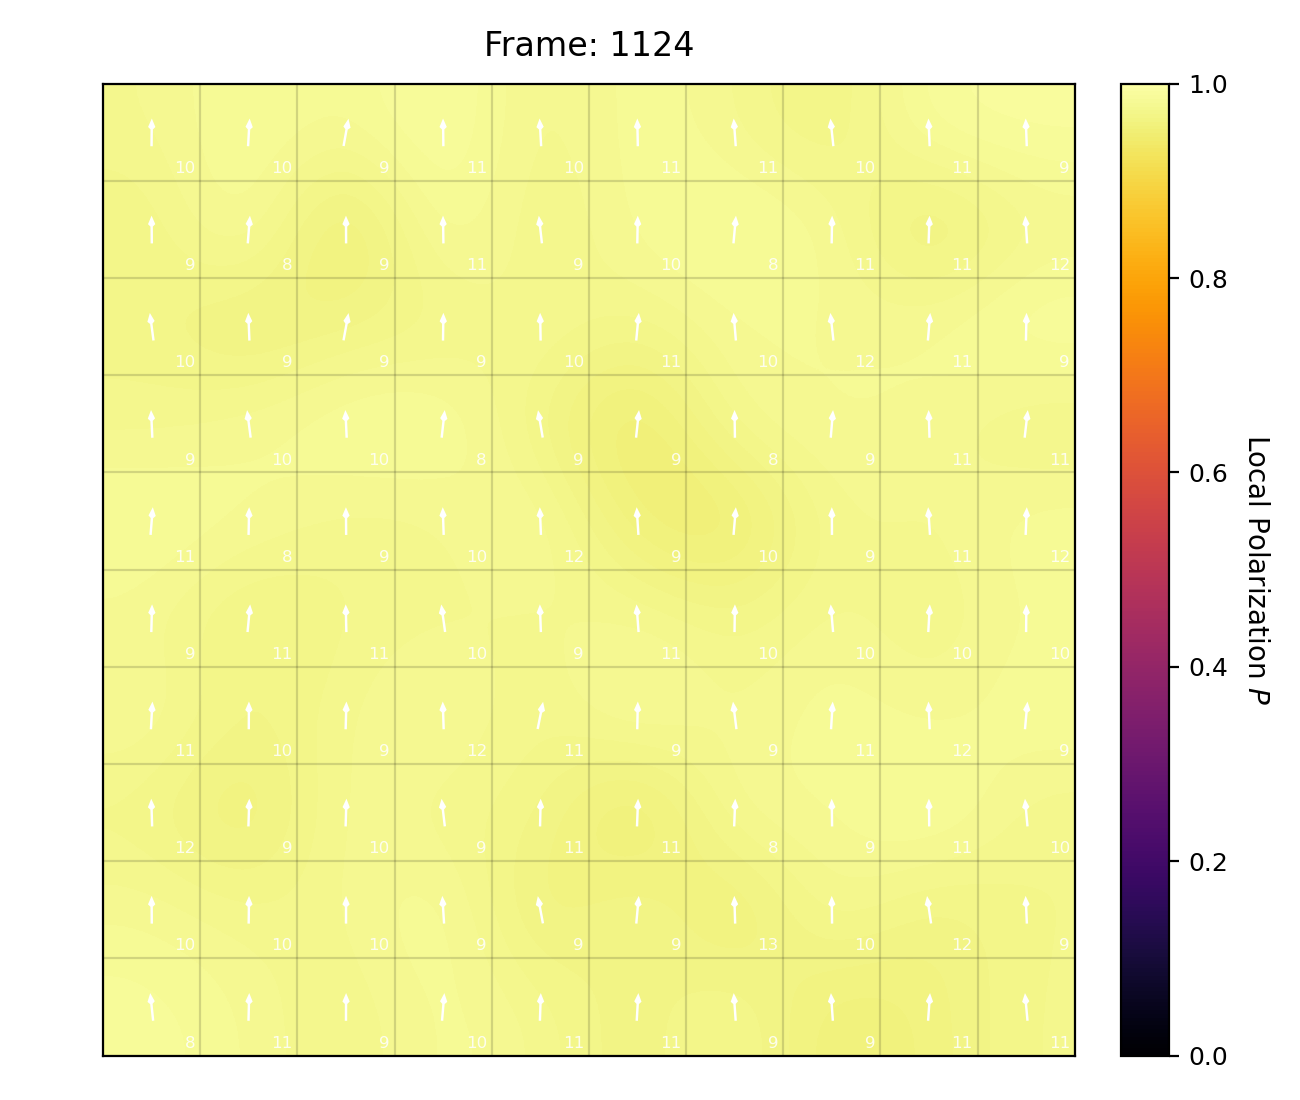 Frame: 1124
10 10 9 11 10 11 11 10 11 9
9 8 9 11 9 10 8 11 11 12
10 9 9 9 10 11 10 12 11 9
9 10 10 8 9 9 8 9 11 11
11 8 9 10 12 9 10 9 11 12
9 11 11 10 9 11 10 10 10 10
11 10 9 12 11 9 9 11 12 9
12 9 10 9 11 11 8 9 11 10
10 10 10 9 9 9 13 10 12 9
8 11 9 10 11 11 9 9 11 11
1.0
0.8
0.6
0.4
0.2
0.0
Local Polarization P